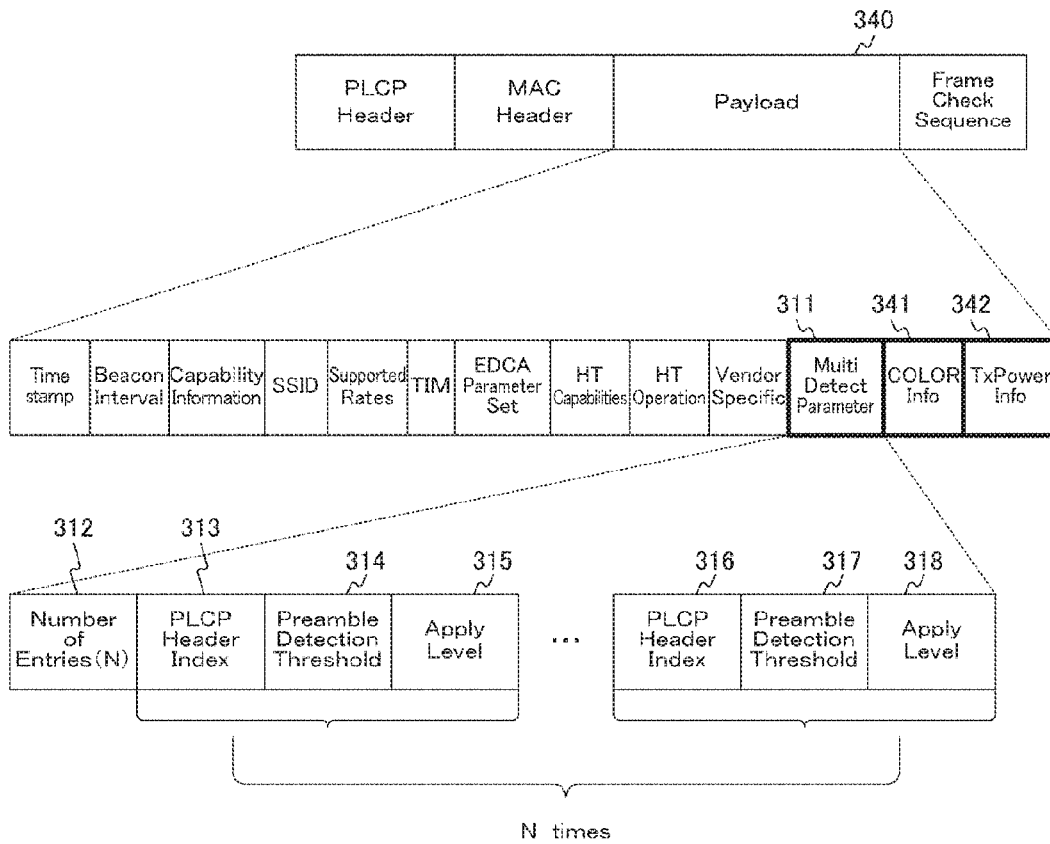 340
PLCP
Header
MAC
Header
Payload
Frame
Check
Sequence
311
341
342
Time
stamp
Beacon
Interval
Capability
Information
SSID
Supported
Rates
TIM
EDCA
Parameter
Set
HT
Capabilities
HT
Operation
Vendor
Specific
Multi
Detect
Parameter
COLOR
Info
TxPower
Info
312
313
314
315
316
317
318
Number
of
Entries(N)
PLCP
Header
Index
Preamble
Detection
Threshold
Apply
Level
...
PLCP
Header
Index
Preamble
Detection
Threshold
Apply
Level
N times